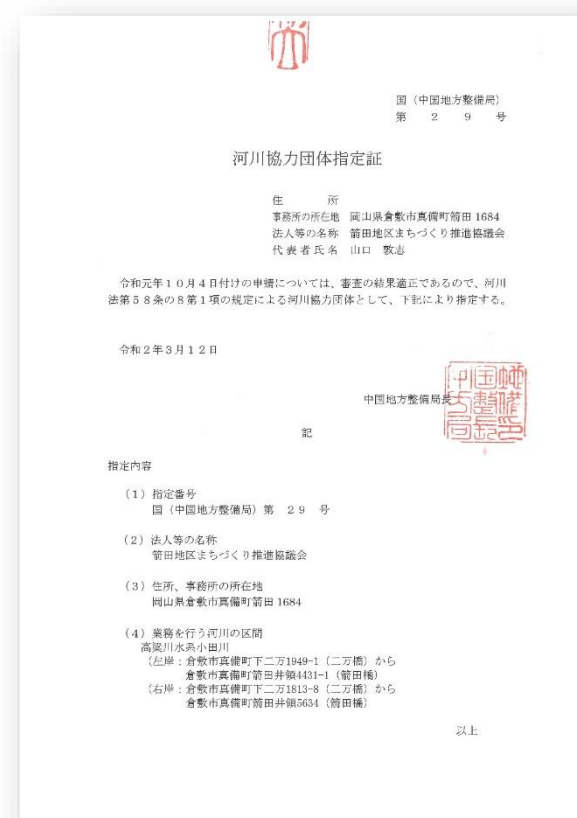 国（中国地方整備局）
第 ２ ９ 号
河川協力団体指定証
住 所
事務所の所在地 岡山県倉敷市真備町箭田 1684
法人等の名称 箭田地区まちづくり推進協議会
代表者氏名 山口 敦志
令和元年１０月４日付けの申請については、審査の結果適正であるので、河川
法第５８条の８第１項の規定による河川協力団体として、下記により指定する。
令和２年３月１２日
中国地方整備局長
記
指定内容
（１）指定番号
国（中国地方整備局）第 ２９ 号
（２）法人等の名称
箭田地区まちづくり推進協議会
（３）住所、事務所の所在地
岡山県倉敷市真備町箭田 1684
（４）業務を行う河川の区間
高梁川水系小田川
（左岸：倉敷市真備町下二万1949-1（二万橋）から
倉敷市真備町箭田井領4431-1（箭田橋）
（右岸：倉敷市真備町下二万1813-8（二万橋）から
倉敷市真備町箭田井領5634（箭田橋）
以上